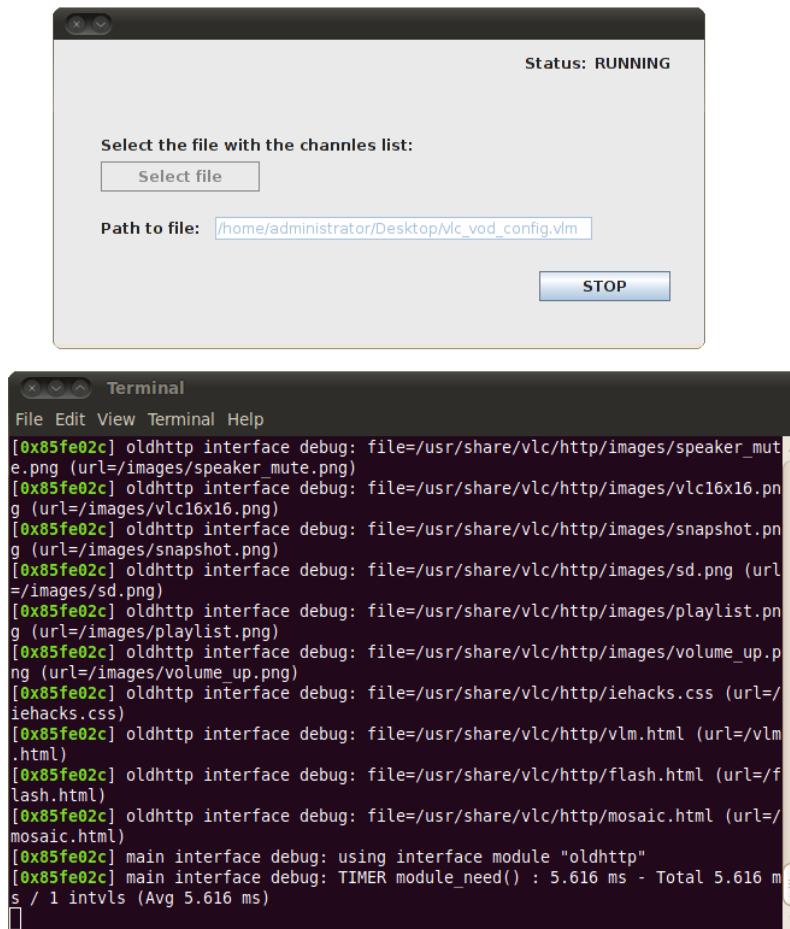 Status: RUNNING
Select the file with the channles list:
Select file
Path to file: /home/administrator/Desktop/vlc_vod_config.vlm
STOP
Terminal
File Edit View Terminal Help
[0x85fe02c] oldhttp interface debug: file=/usr/share/vlc/http/images/speaker_mut
e.png (url=/images/speaker_mute.png)
[0x85fe02c] oldhttp interface debug: file=/usr/share/vlc/http/images/vlc16x16.pn
g (url=/images/vlc16x16.png)
[0x85fe02c] oldhttp interface debug: file=/usr/share/vlc/http/images/snapshot.pn
g (url=/images/snapshot.png)
[0x85fe02c] oldhttp interface debug: file=/usr/share/vlc/http/images/sd.png (url
=/images/sd.png)
[0x85fe02c] oldhttp interface debug: file=/usr/share/vlc/http/images/playlist.pn
g (url=/images/playlist.png)
[0x85fe02c] oldhttp interface debug: file=/usr/share/vlc/http/images/volume_up.p
ng (url=/images/volume_up.png)
[0x85fe02c] oldhttp interface debug: file=/usr/share/vlc/http/iehacks.css (url=/
iehacks.css)
[0x85fe02c] oldhttp interface debug: file=/usr/share/vlc/http/vlm.html (url=/vlm
.html)
[0x85fe02c] oldhttp interface debug: file=/usr/share/vlc/http/flash.html (url=/f
lash.html)
[0x85fe02c] oldhttp interface debug: file=/usr/share/vlc/http/mosaic.html (url=/
mosaic.html)
[0x85fe02c] main interface debug: using interface module "oldhttp"
[0x85fe02c] main interface debug: TIMER module_need() : 5.616 ms - Total 5.616 m
s / 1 intvls (Avg 5.616 ms)